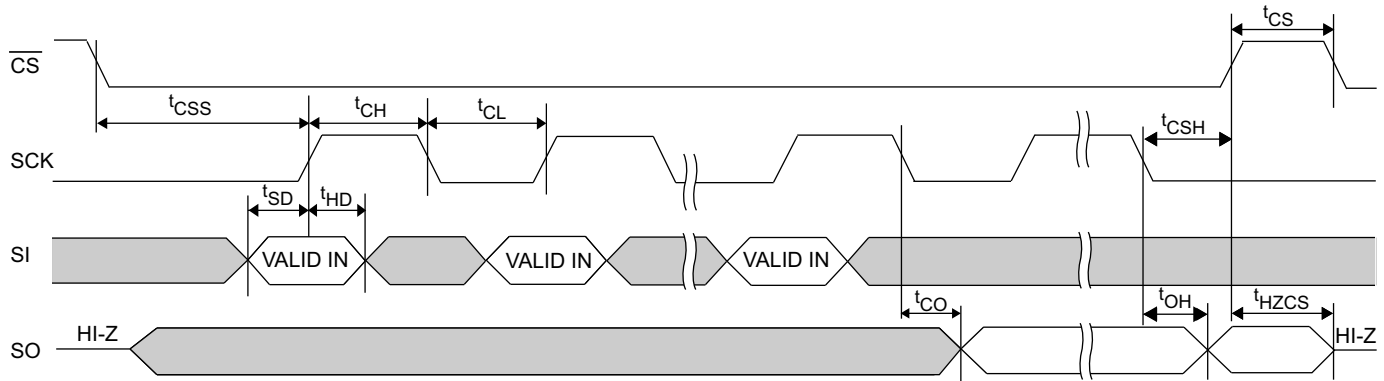 tCS
CS
tCSS
tCH
tCL
tCSH
SCK
tSD
tHD
SI
VALID IN
VALID IN
VALID IN
tCO
tOH
tHZCS
HI-Z
HI-Z
SO